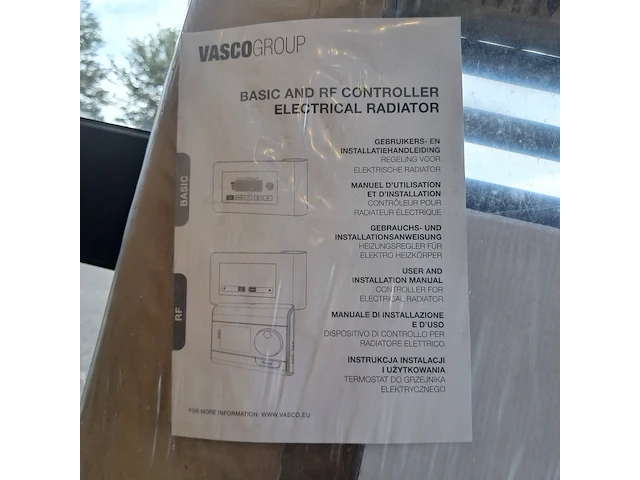 VASCOGROUP
BASIC AND RF CONTROLLER
ELECTRICAL RADIATOR
GEBRUIKERS- EN
INSTALLATIEHANDLEIDING
REGELING VOOR
ELEKTRISCHE RADIATOR
MANUEL D'UTILISATION
ET D'INSTALLATION
CONTRÔLEUR POUR
RADIATEUR ÉLECTRIQUE
GEBRAUCHS- UND
INSTALLATIONSANWEISUNG
HEIZUNGSREGLER FÜR
ELEKTRO HEIZKÖRPER
USER AND
INSTALLATION MANUAL
CONTROLLER FOR
ELECTRICAL RADIATOR
MANUALE DI INSTALLAZIONE
E D'USO
DISPOSITIVO DI CONTROLLO PER
RADIATORE ELETTRICO
INSTRUKCJA INSTALACJI
I UŻYTKOWANIA
TERMOSTAT DO GRZEJNIKA
ELEKTRYCZNEGO
BASIC
RF
FOR MORE INFORMATION: WWW.VASCO.EU